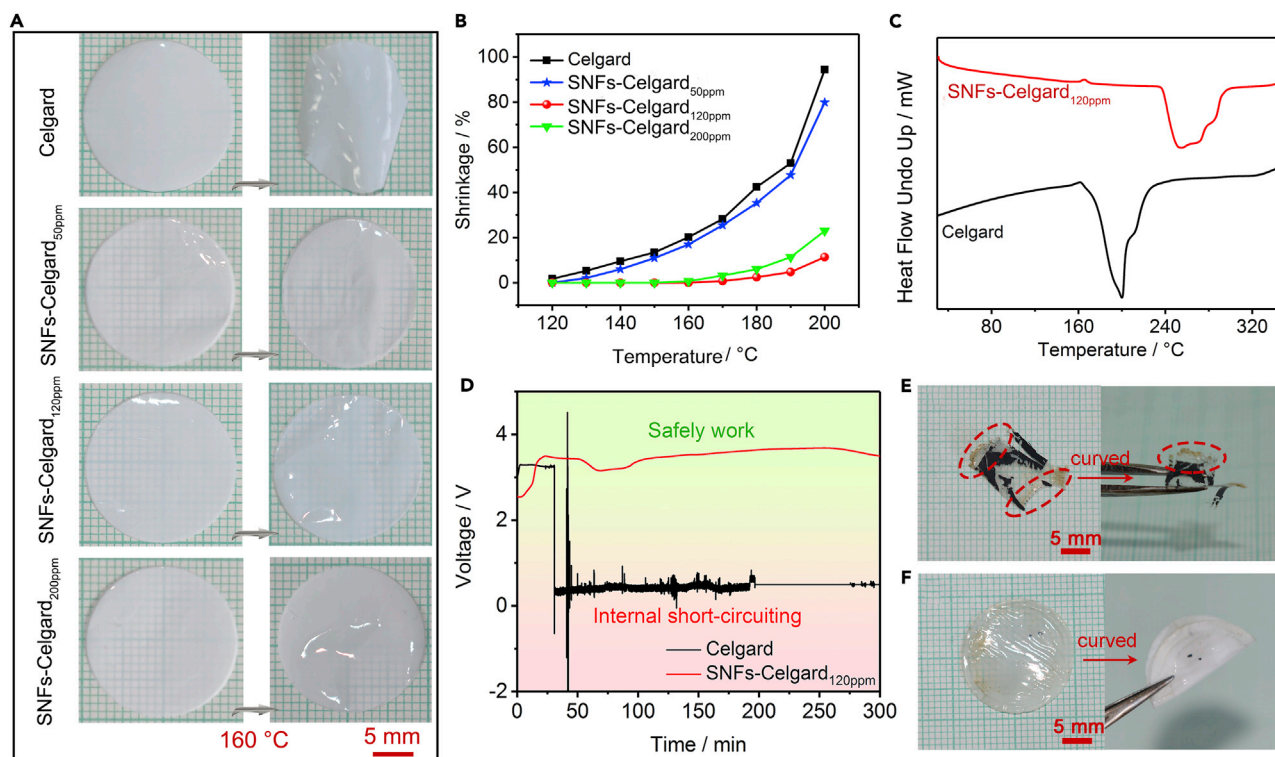 A
Celgard
SNFs-Celgard50ppm
SNFs-Celgard120ppm
SNFs-Celgard200ppm
160 °C
5 mm
B
Shrinkage / %
100
80
60
40
20
0
Celgard
SNFs-Celgard50ppm
SNFs-Celgard120ppm
SNFs-Celgard200ppm
120 140 160 180 200
Temperature / °C
C
Heat Flow Undo Up / mW
SNFs-Celgard120ppm
Celgard
80 160 240 320
Temperature / °C
D
Voltage / V
4
2
0
-2
Safely work
Internal short-circuiting
Celgard
SNFs-Celgard120ppm
0 50 100 150 200 250 300
Time / min
E
curved
5 mm
F
curved
5 mm